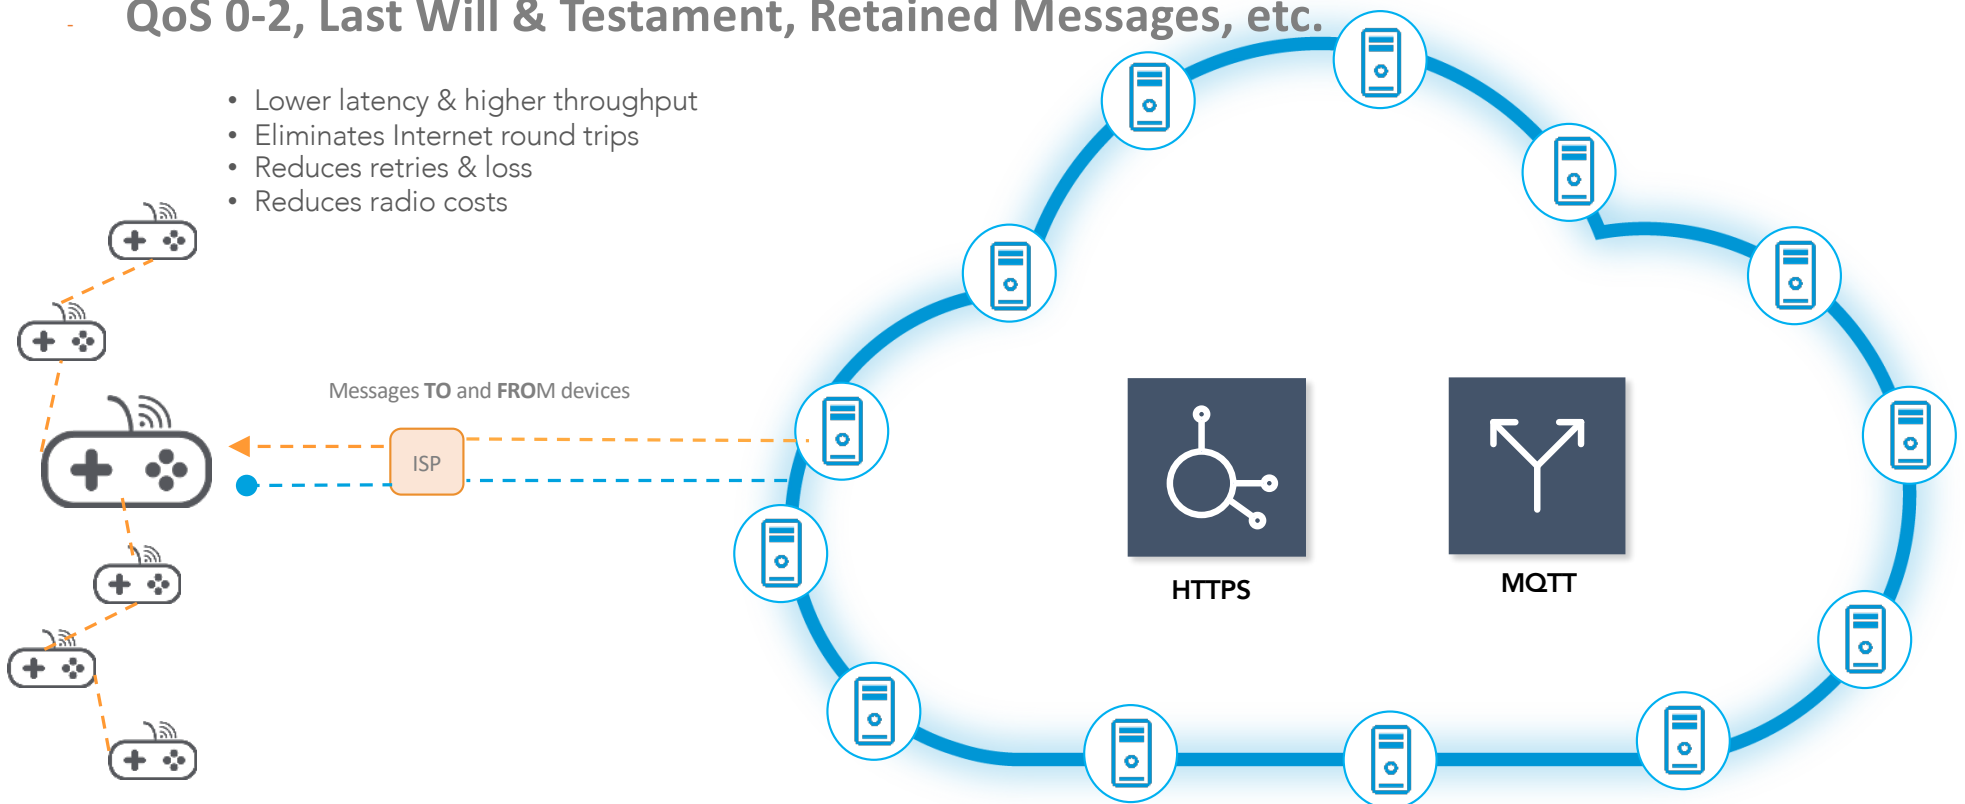 QoS 0-2, Last Will & Testament, Retained Messages, etc.
• Lower latency & higher throughput
• Eliminates Internet round trips
• Reduces retries & loss
• Reduces radio costs
Messages TO and FROM devices
ISP
HTTPS
MQTT